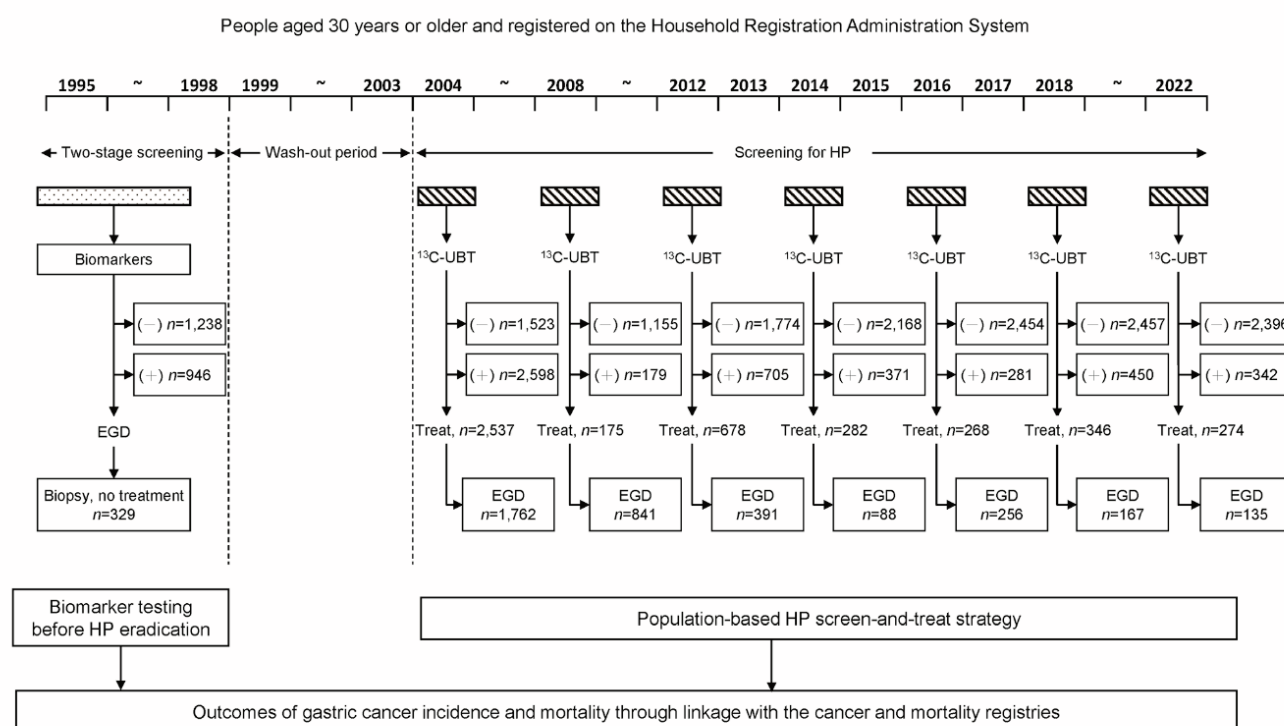 People aged 30 years or older and registered on the Household Registration Administration System
1995 ~ 1998 1999 ~ 2003 2004 ~ 2008 ~ 2012 2013 2014 2015 2016 2017 2018 ~ 2022
Two-stage screening Wash-out period Screening for HP
Biomarkers ¹³C-UBT ¹³C-UBT ¹³C-UBT ¹³C-UBT ¹³C-UBT ¹³C-UBT ¹³C-UBT
(−) n=1,238 (−) n=1,523 (−) n=1,155 (−) n=1,774 (−) n=2,168 (−) n=2,454 (−) n=2,457 (−) n=2,396
(+) n=946 (+) n=2,598 (+) n=179 (+) n=705 (+) n=371 (+) n=281 (+) n=450 (+) n=342
EGD Treat, n=2,537 Treat, n=175 Treat, n=678 Treat, n=282 Treat, n=268 Treat, n=346 Treat, n=274
Biopsy, no treatment EGD EGD EGD EGD EGD EGD EGD
n=329 n=1,762 n=841 n=391 n=88 n=256 n=167 n=135
Biomarker testing
before HP eradication
Population-based HP screen-and-treat strategy
Outcomes of gastric cancer incidence and mortality through linkage with the cancer and mortality registries